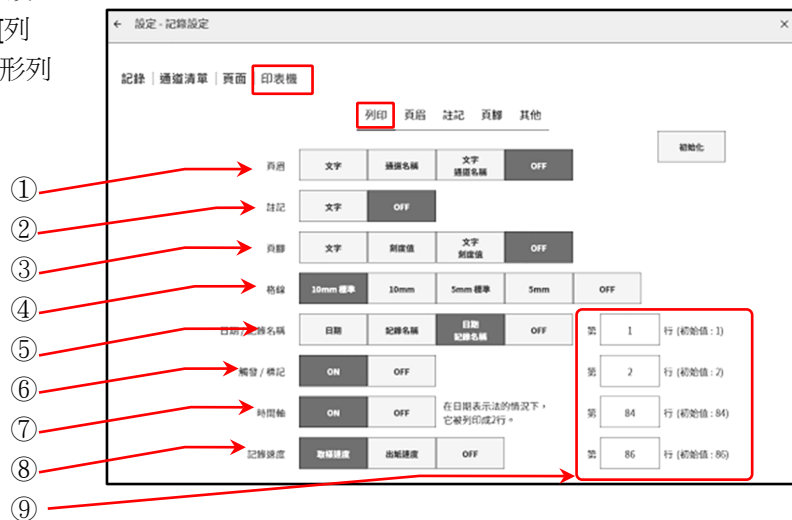 列
形列
← 設定 - 記錄設定 ×
記錄 | 通道清單 | 頁面 | 印表機
列印 頁眉 註記 頁腳 其他
初始化
① 頁眉 文字 通道名稱 文字 通道名稱 OFF
② 註記 文字 OFF
③ 頁腳 文字 刻度值 文字 刻度值 OFF
④ 格線 10mm 標準 10mm 5mm 標準 5mm OFF
⑤ 日期 / 記錄名稱 日期 記錄名稱 日期 記錄名稱 OFF 第 1 行 (初始值 : 1)
⑥ 觸發 / 標記 ON OFF 第 2 行 (初始值 : 2)
⑦ 時間軸 ON OFF 在日期表示法的情況下，它被列印成2行。 第 84 行 (初始值 : 84)
⑧ 記錄速度 取樣速度 出紙速度 OFF 第 86 行 (初始值 : 86)
⑨